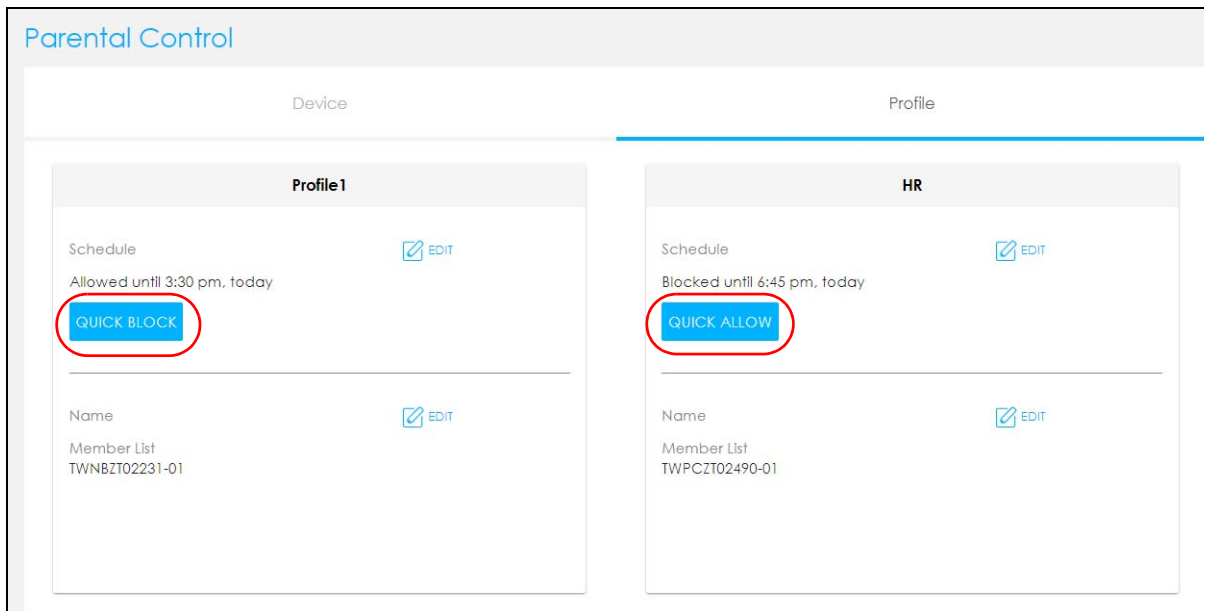 Parental Control
Device
Profile
Profile1
Schedule
EDIT
Allowed until 3:30 pm, today
QUICK BLOCK
Name
EDIT
Member List
TWNBZT02231-01
HR
Schedule
EDIT
Blocked until 6:45 pm, today
QUICK ALLOW
Name
EDIT
Member List
TWPCZT02490-01